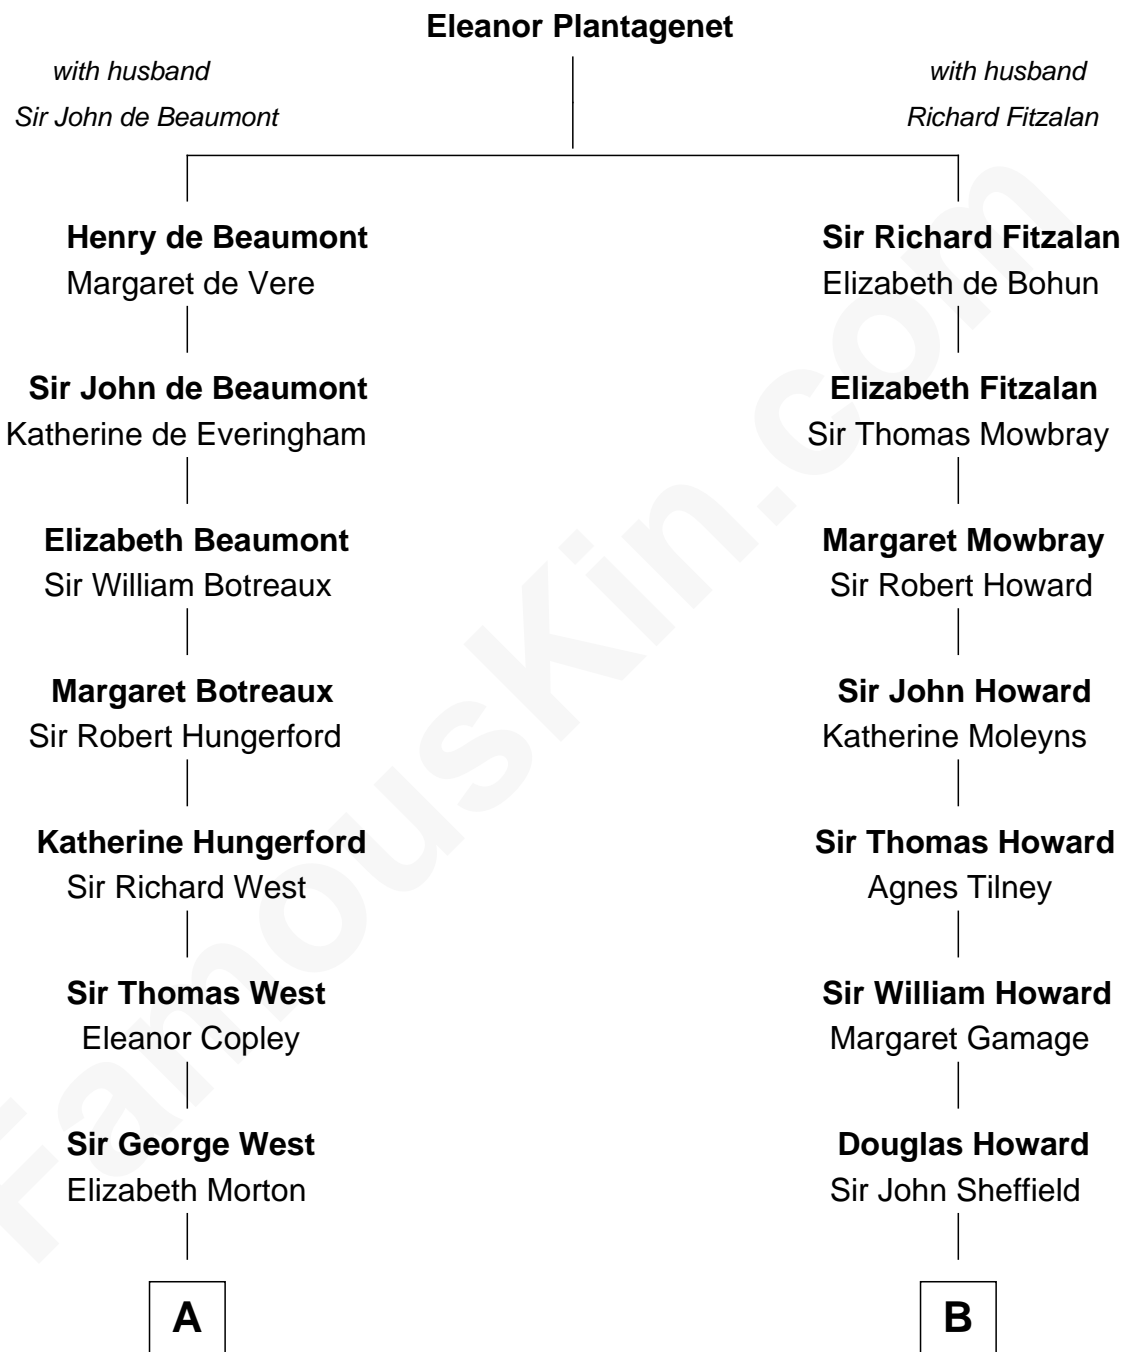 Eleanor Plantagenet
with husband
Sir John de Beaumont
with husband
Richard Fitzalan
Henry de Beaumont
Margaret de Vere
Sir Richard Fitzalan
Elizabeth de Bohun
Sir John de Beaumont
Katherine de Everingham
Elizabeth Fitzalan
Sir Thomas Mowbray
Elizabeth Beaumont
Sir William Botreaux
Margaret Mowbray
Sir Robert Howard
Margaret Botreaux
Sir Robert Hungerford
Sir John Howard
Katherine Moleyns
Katherine Hungerford
Sir Richard West
Sir Thomas Howard
Agnes Tilney
Sir Thomas West
Eleanor Copley
Sir William Howard
Margaret Gamage
Sir George West
Elizabeth Morton
Douglas Howard
Sir John Sheffield
A
B
FamousKin.com